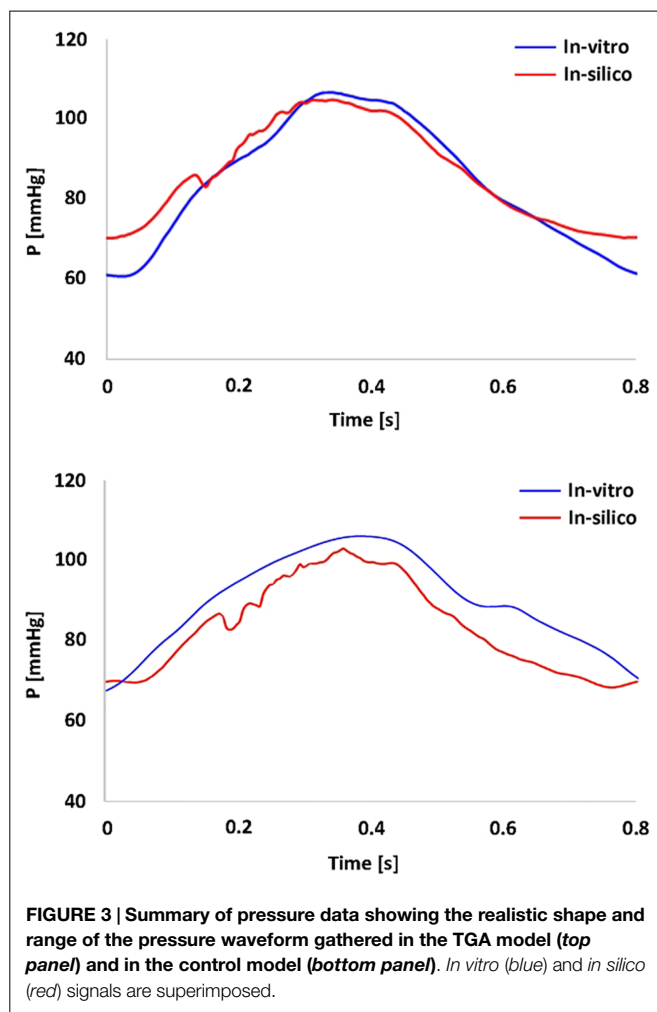 120
100
80
60
40
P [mmHg]
In-vitro
In-silico
0 0.2 0.4 0.6 0.8
Time [s]
120
100
80
60
40
P [mmHg]
In-vitro
In-silico
0 0.2 0.4 0.6 0.8
Time [s]
FIGURE 3 | Summary of pressure data showing the realistic shape and
range of the pressure waveform gathered in the TGA model (top
panel) and in the control model (bottom panel). In vitro (blue) and in silico
(red) signals are superimposed.